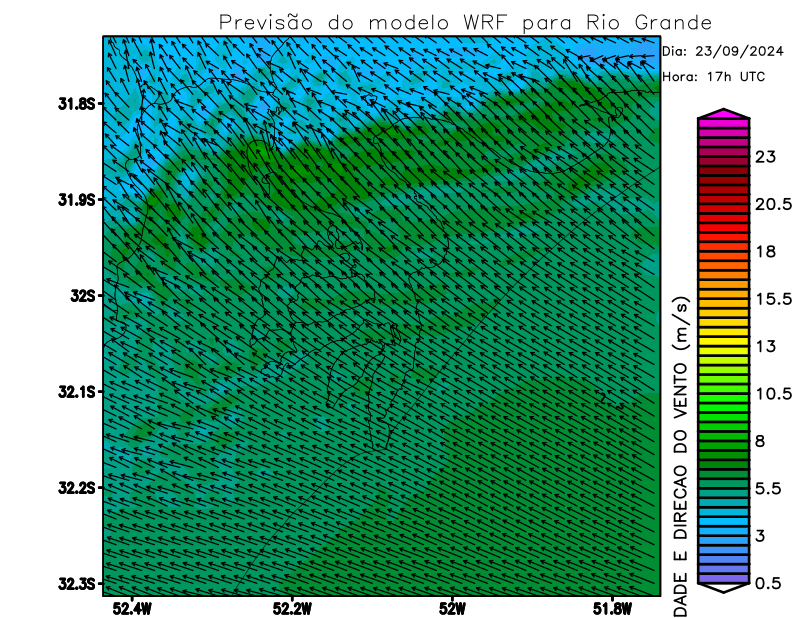 Previsão do modelo WRF para Rio Grande
Dia: 23/09/2024
Hora: 17h UTC
31.8S
31.9S
32S
32.1S
32.2S
32.3S
52.4W
52.2W
52W
51.8W
23
20.5
18
15.5
13
10.5
8
5.5
3
0.5
DADE E DIRECAO DO VENTO (m/s)